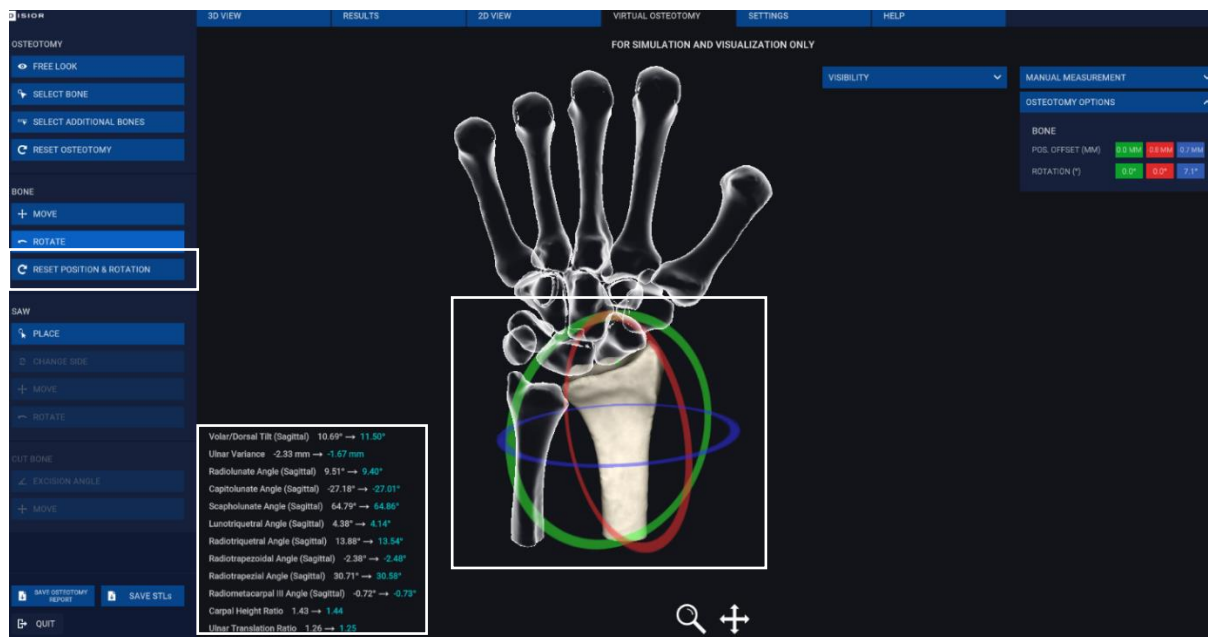 DISIOR
3D VIEW
RESULTS
2D VIEW
VIRTUAL OSTEOTOMY
SETTINGS
HELP
FOR SIMULATION AND VISUALIZATION ONLY
OSTEOTOMY
FREE LOOK
SELECT BONE
SELECT ADDITIONAL BONES
RESET OSTEOTOMY
BONE
MOVE
ROTATE
RESET POSITION & ROTATION
SAW
PLACE
CHANGE SIDE
MOVE
ROTATE
CUT BONE
EXCISION ANGLE
MOVE
SAVE OSTEOTOMY
REPORT
SAVE STLs
QUIT
VISIBILITY
MANUAL MEASUREMENT
OSTEOTOMY OPTIONS
BONE
POS. OFFSET (MM) 0.0 MM -0.8 MM -0.7 MM
ROTATION (°) 0.0° 0.0° 7.1°
Volar/Dorsal Tilt (Sagittal) 10.69° → 11.50°
Ulnar Variance -2.33 mm → -1.67 mm
Radiolunate Angle (Sagittal) 9.51° → 9.40°
Capitolunate Angle (Sagittal) -27.18° → -27.01°
Scapholunate Angle (Sagittal) 64.79° → 64.86°
Lunotriquetral Angle (Sagittal) 4.38° → 4.14°
Radiotriquetral Angle (Sagittal) 13.88° → 13.54°
Radiotrapezoidal Angle (Sagittal) -2.38° → -2.48°
Radiotrapezial Angle (Sagittal) 30.71° → 30.58°
Radiometacarpal III Angle (Sagittal) -0.72° → -0.73°
Carpal Height Ratio 1.43 → 1.44
Ulnar Translation Ratio 1.26 → 1.25